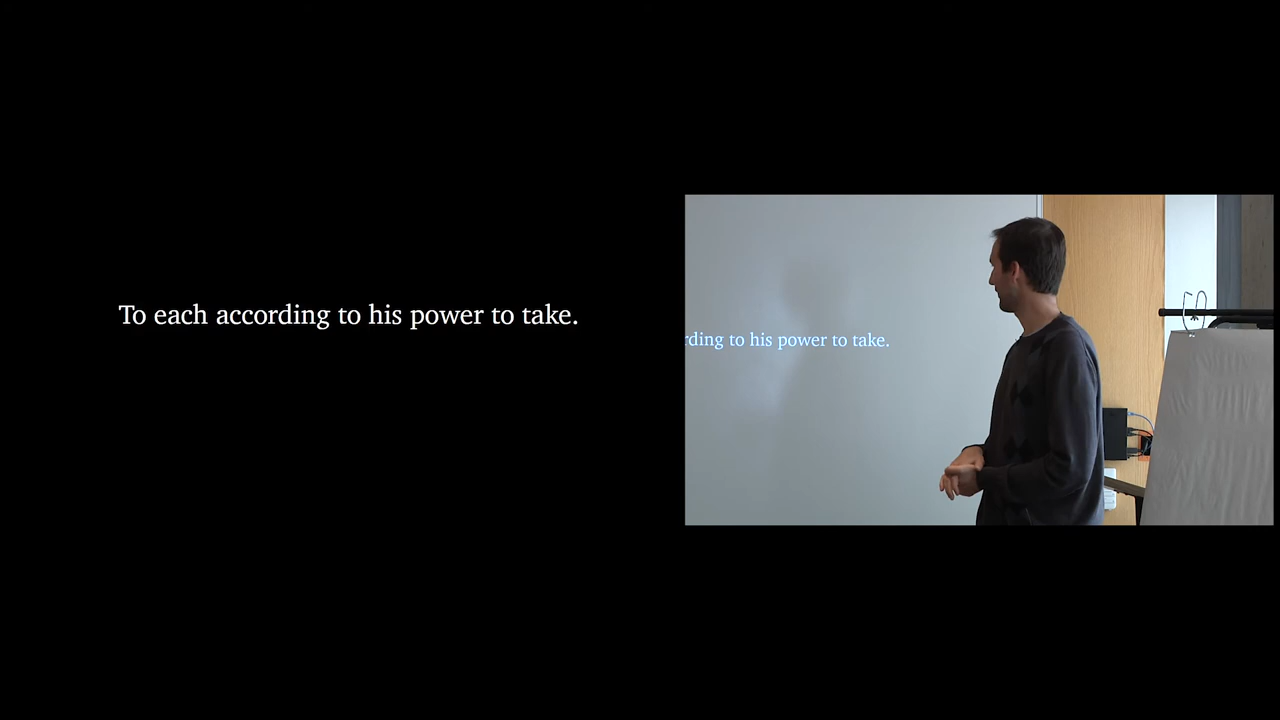 To each according to his power to take.
rding to his power to take.